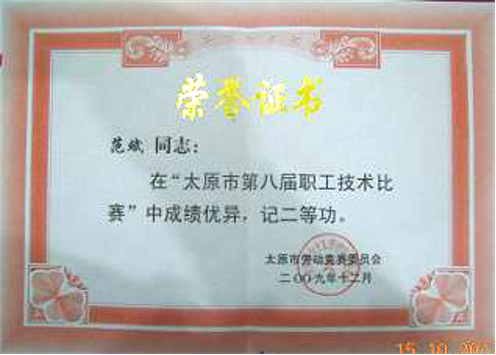 荣誉证书
范斌 同志：
在“太原市第八届职工技术比
赛”中成绩优异，记二等功。
太原市劳动竞赛委员会
二〇〇九年十二月